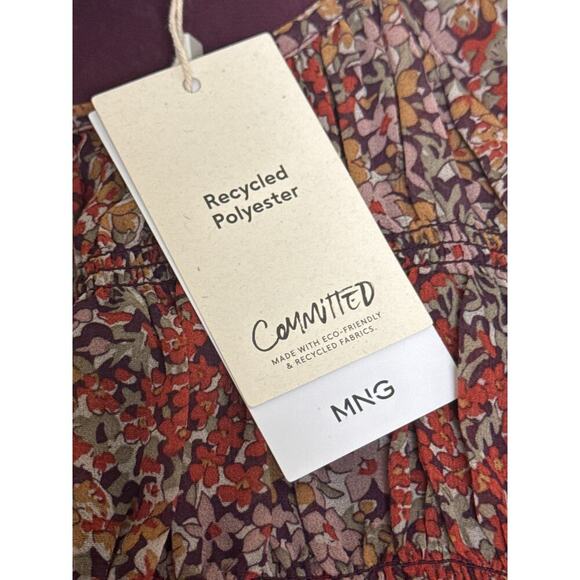 Recycled
Polyester
COMMITTED
MADE WITH ECO-FRIENDLY
& RECYCLED FABRICS.
MNG